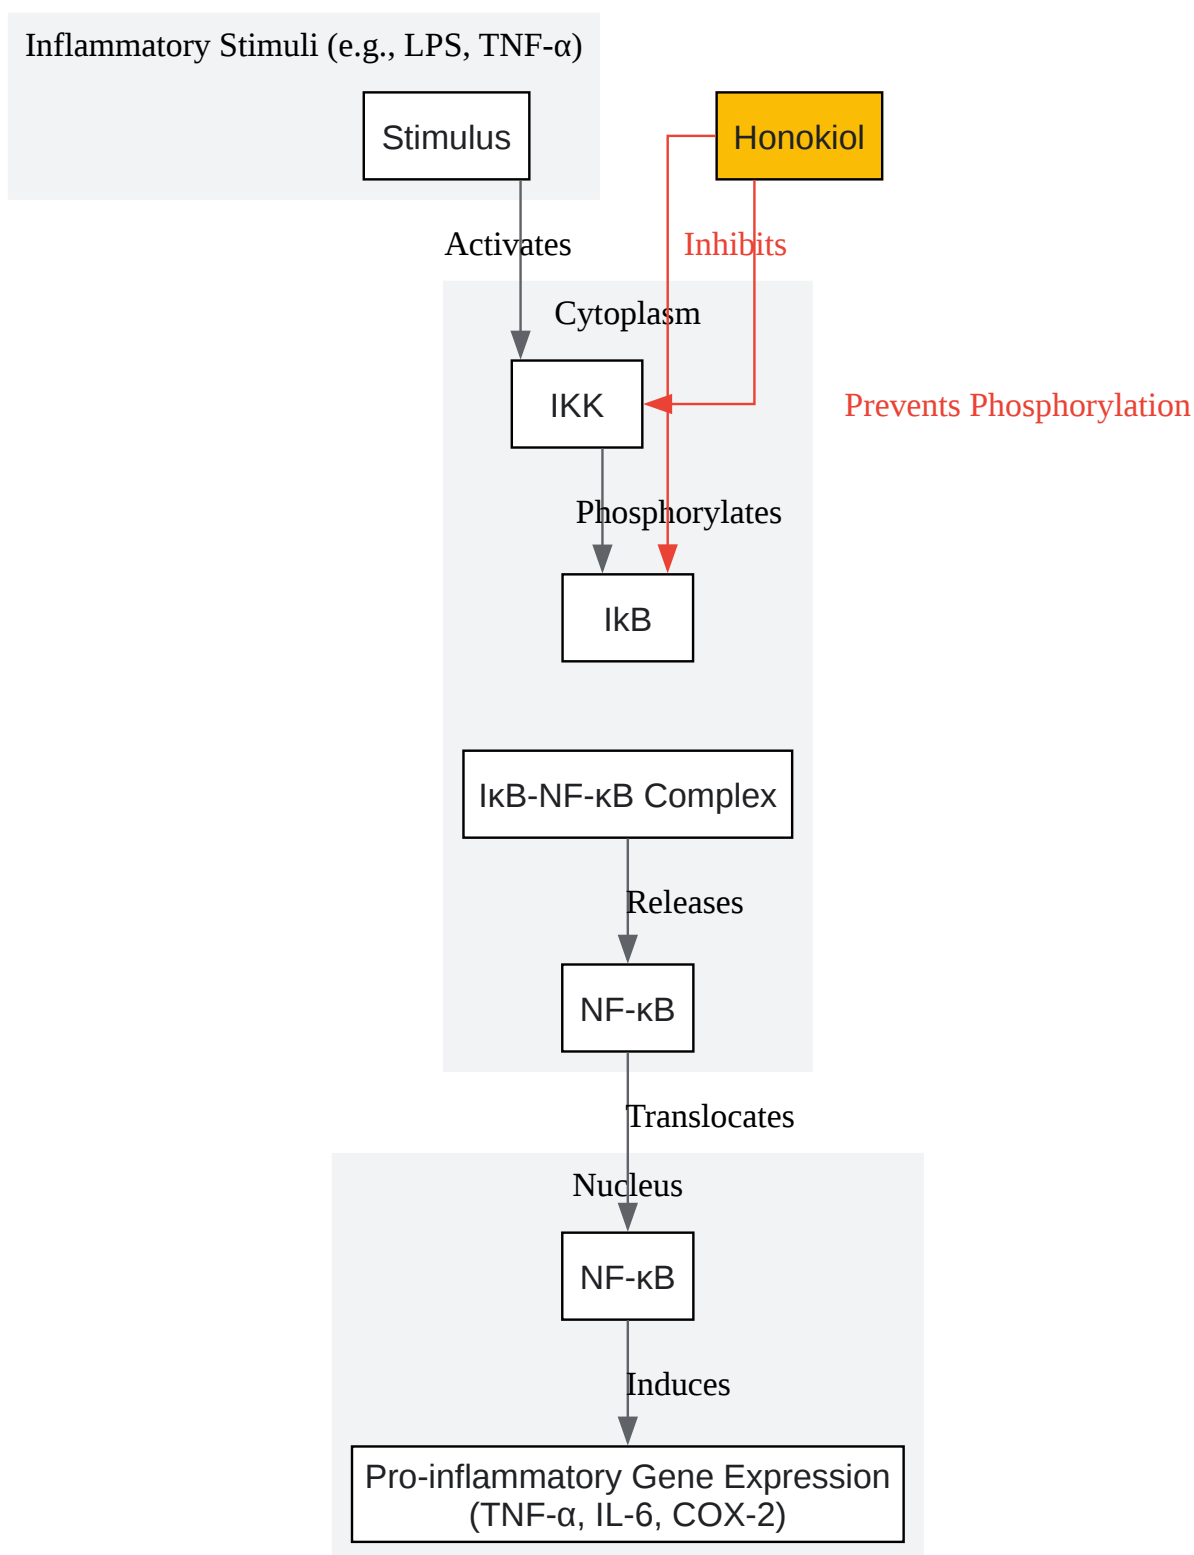 Inflammatory Stimuli (e.g., LPS, TNF-α)
Stimulus
Honokiol
Activates
Inhibits
Cytoplasm
IKK
Prevents Phosphorylation
Phosphorylates
IkB
IκB-NF-κB Complex
Releases
NF-κB
Translocates
Nucleus
NF-κB
Induces
Pro-inflammatory Gene Expression
(TNF-α, IL-6, COX-2)